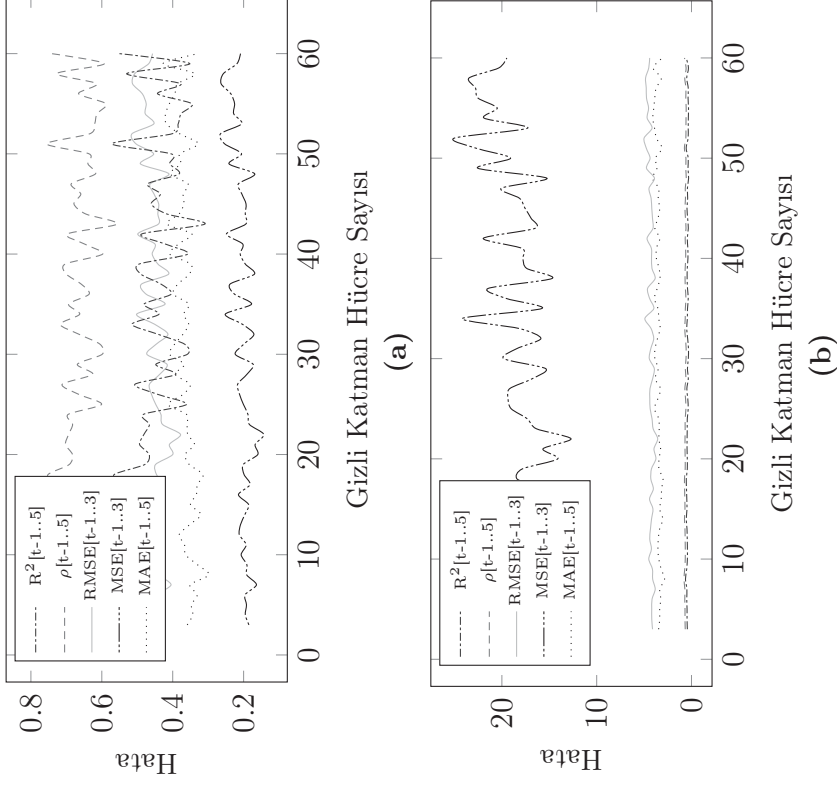 R²[t-1..5]
ρ[t-1..5]
RMSE[t-1..3]
MSE[t-1..3]
MAE[t-1..5]
0.8
0.6
0.4
0.2
Hata
0 10 20 30 40 50 60
Gizli Katman Hücre Sayısı
(a)
R²[t-1..5]
ρ[t-1..5]
RMSE[t-1..3]
MSE[t-1..3]
MAE[t-1..5]
20
10
0
Hata
0 10 20 30 40 50 60
Gizli Katman Hücre Sayısı
(b)